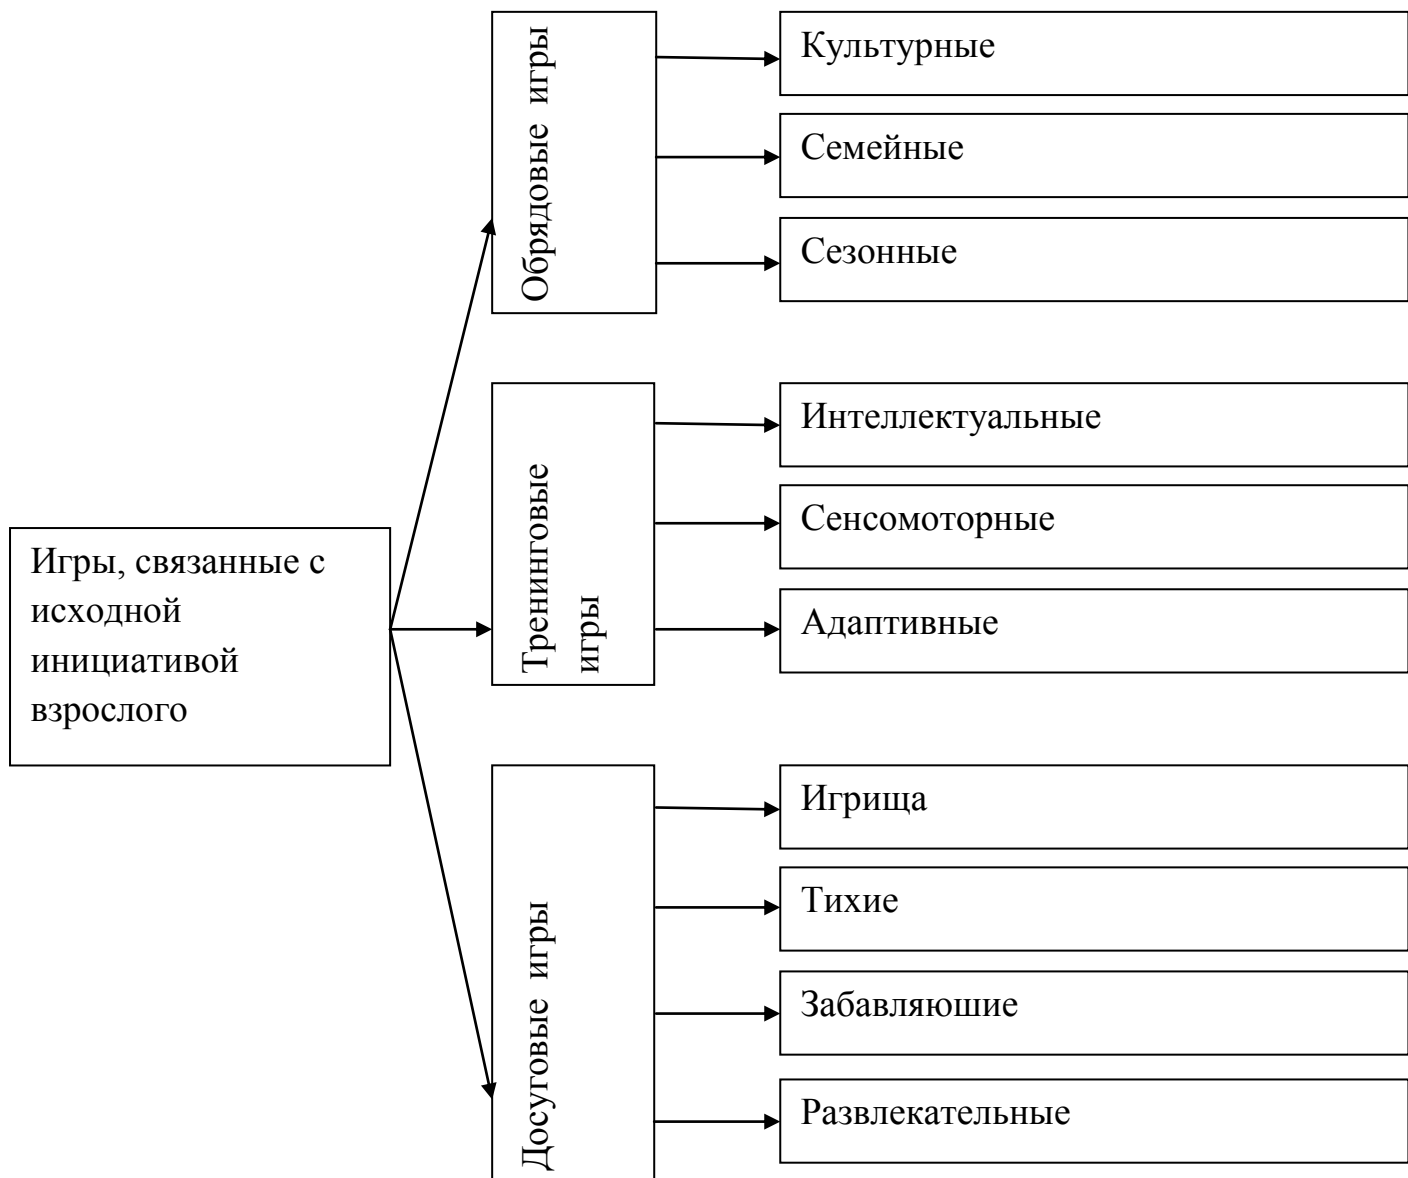 Игры, связанные с
исходной
инициативой
взрослого
Обрядовые игры
Культурные
Семейные
Сезонные
Тренинговые
игры
Интеллектуальные
Сенсомоторные
Адаптивные
Досуговые игры
Игрища
Тихие
Забавляюшие
Развлекательные